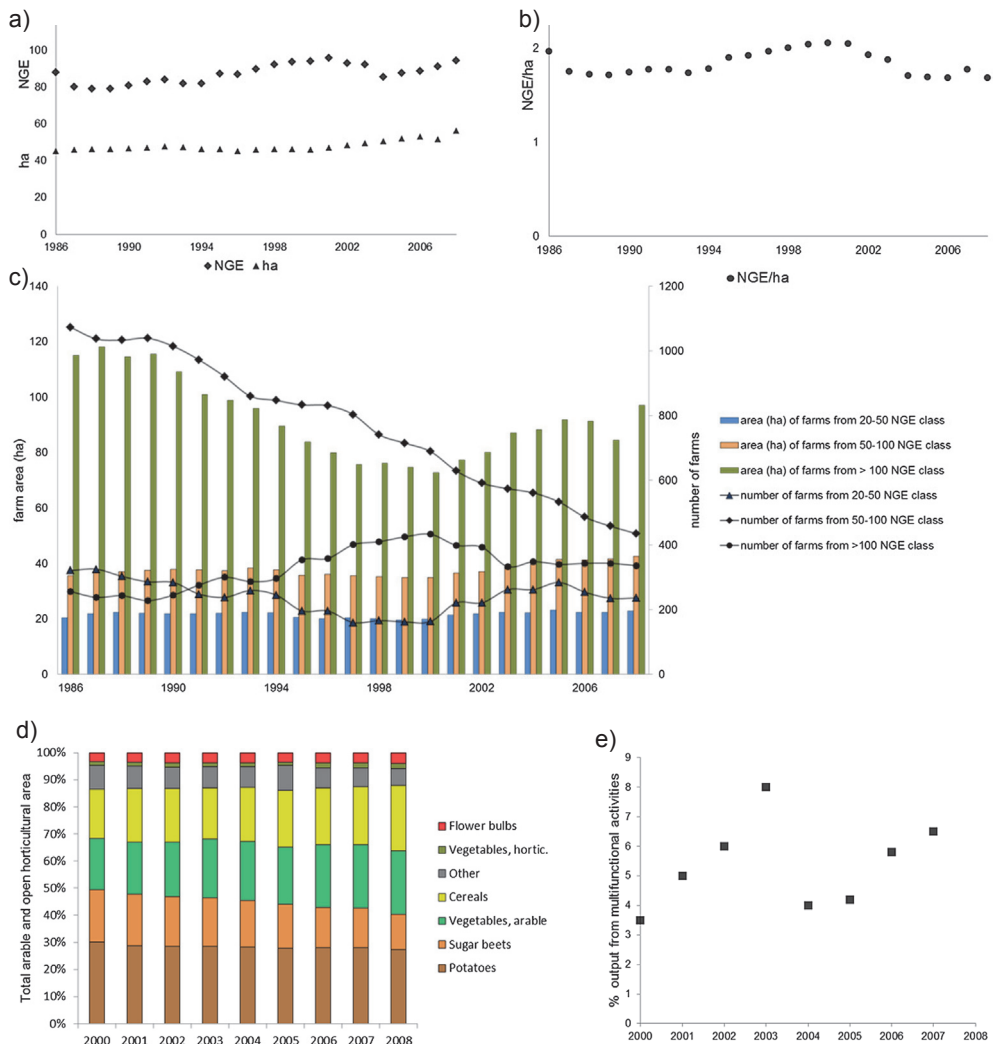 a)
NGE
ha
100
80
60
40
20
0
1986
1990
1994
1998
2002
2006
NGE
ha
b)
NGE/ha
2
1
0
1986
1990
1994
1998
2002
2006
NGE/ha
c)
farm area (ha)
140
120
100
80
60
40
20
0
1986
1990
1994
1998
2002
2006
1200
1000
800
600
400
200
0
number of farms
area (ha) of farms from 20-50 NGE class
area (ha) of farms from 50-100 NGE class
area (ha) of farms from > 100 NGE class
number of farms from 20-50 NGE class
number of farms from 50-100 NGE class
number of farms from >100 NGE class
d)
Total arable and open horticultural area
100%
90%
80%
70%
60%
50%
40%
30%
20%
10%
0%
2000 2001 2002 2003 2004 2005 2006 2007 2008
Flower bulbs
Vegetables, hortic.
Other
Cereals
Vegetables, arable
Sugar beets
Potatoes
e)
% output from multifunctional activities
9
8
7
6
5
4
3
2
1
0
2000 2001 2002 2003 2004 2005 2006 2007 2008